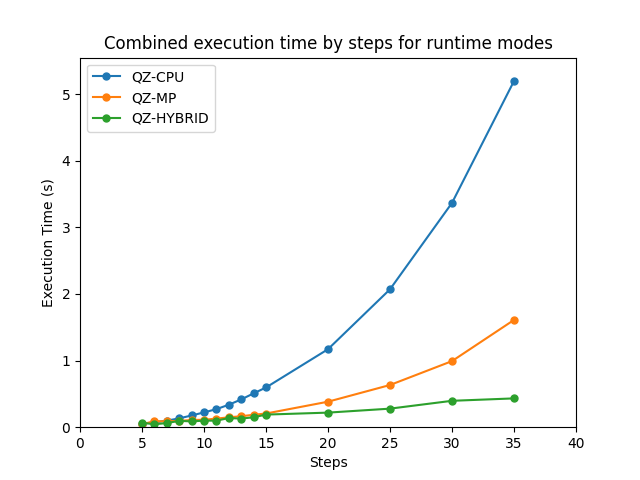 Combined execution time by steps for runtime modes
QZ-CPU
QZ-MP
QZ-HYBRID
Execution Time (s)
5
4
3
2
1
0
0 5 10 15 20 25 30 35 40
Steps